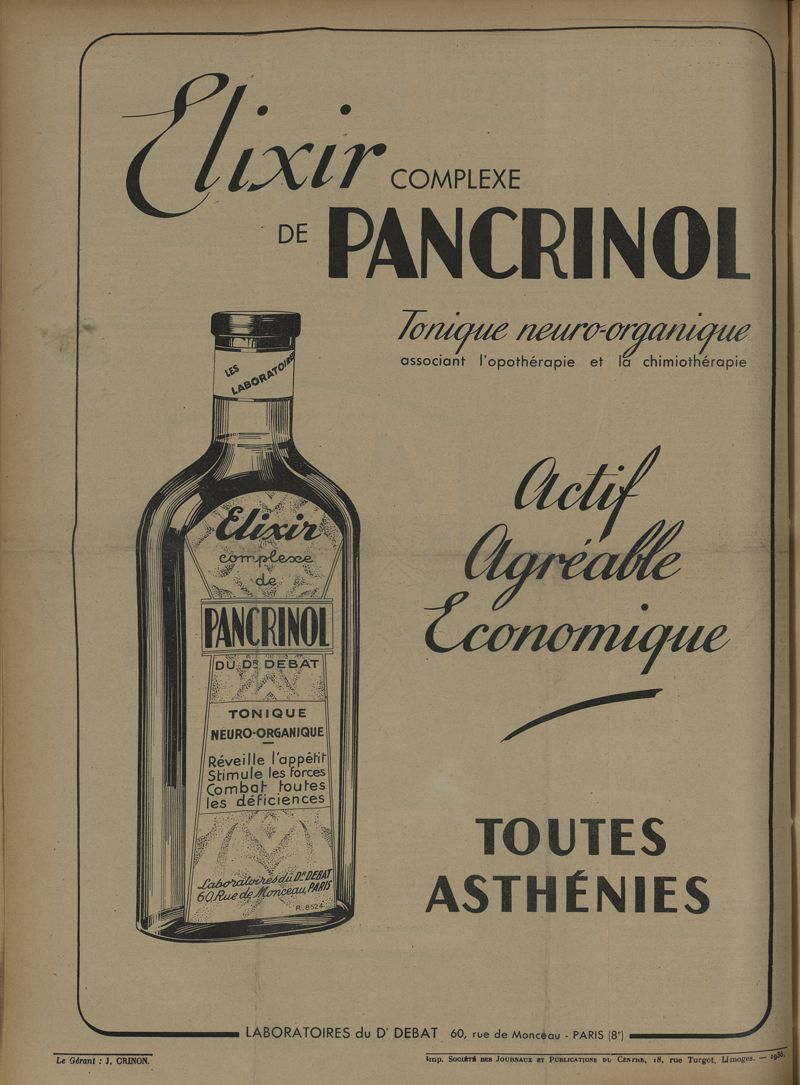 Elixir COMPLEXE
DE PANCRINOL
Tonique neuro-organique
associant l'opothérapie et la chimiothérapie
LES
LABORATOIRES
Elixir
complexe
de
PANCRINOL
DU Dr DEBAT
TONIQUE
NEURO-ORGANIQUE
Réveille l'appétit
Stimule les forces
Combat toutes
les déficiences
Laboratoires du Dr DEBAT
60 Rue de Monceau, PARIS
R. 8524
Actif
Agréable
Economique
TOUTES
ASTHÉNIES
LABORATOIRES du Dr DEBAT 60, rue de Monceau - PARIS (8e)
Le Gérant : J. CRINON.
Imp. SOCIÉTÉ DES JOURNAUX ET PUBLICATIONS DU CENTRE, 18, rue Turgot, Limoges. — 1936.